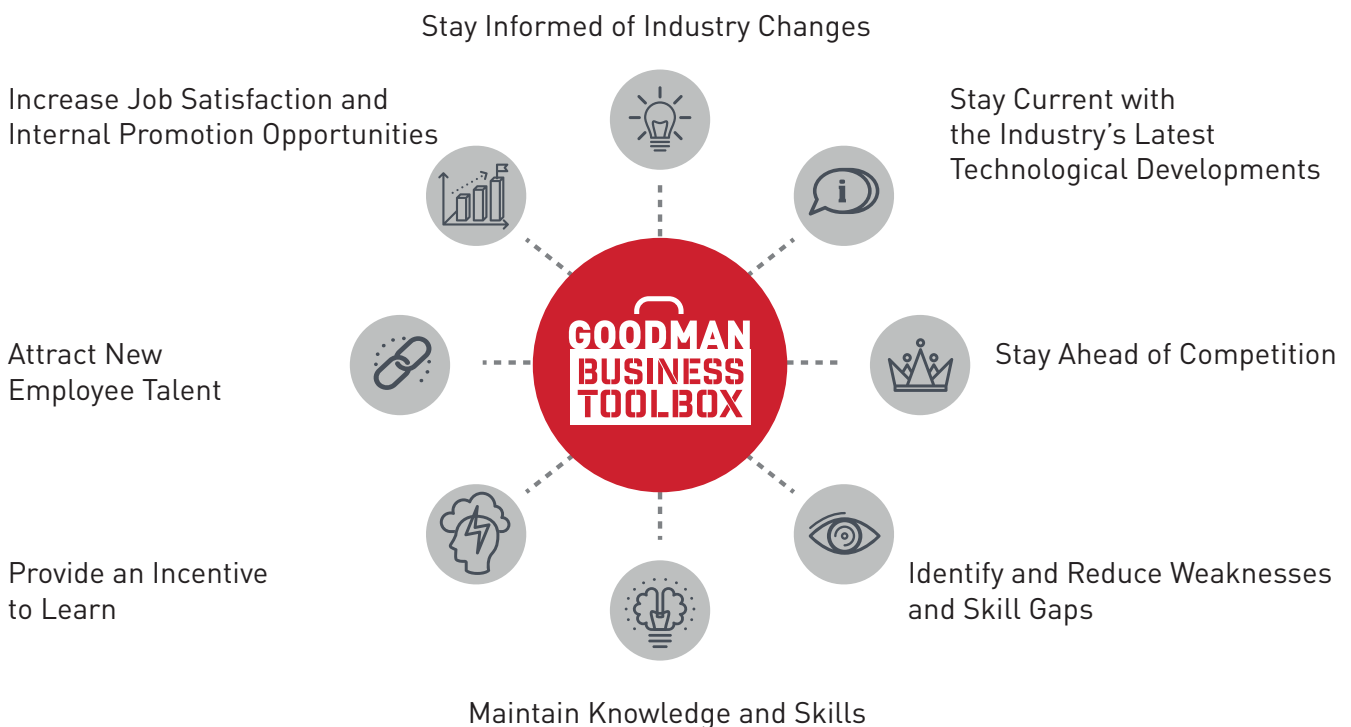 Stay Informed of Industry Changes
Increase Job Satisfaction and
Internal Promotion Opportunities
Stay Current with
the Industry's Latest
Technological Developments
i
GOODMAN
BUSINESS
TOOLBOX
Attract New
Employee Talent
Stay Ahead of Competition
Provide an Incentive
to Learn
Identify and Reduce Weaknesses
and Skill Gaps
Maintain Knowledge and Skills